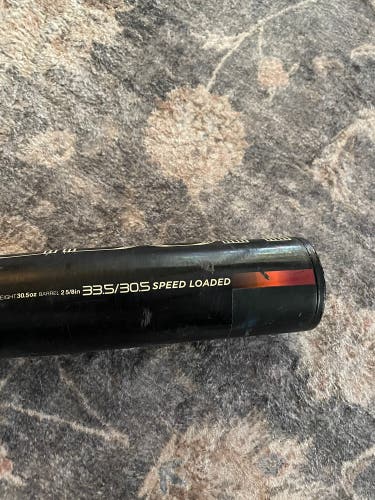 EIGHT 30.5oz BARREL 2 5/8in 33.5/30.5 SPEED LOADED